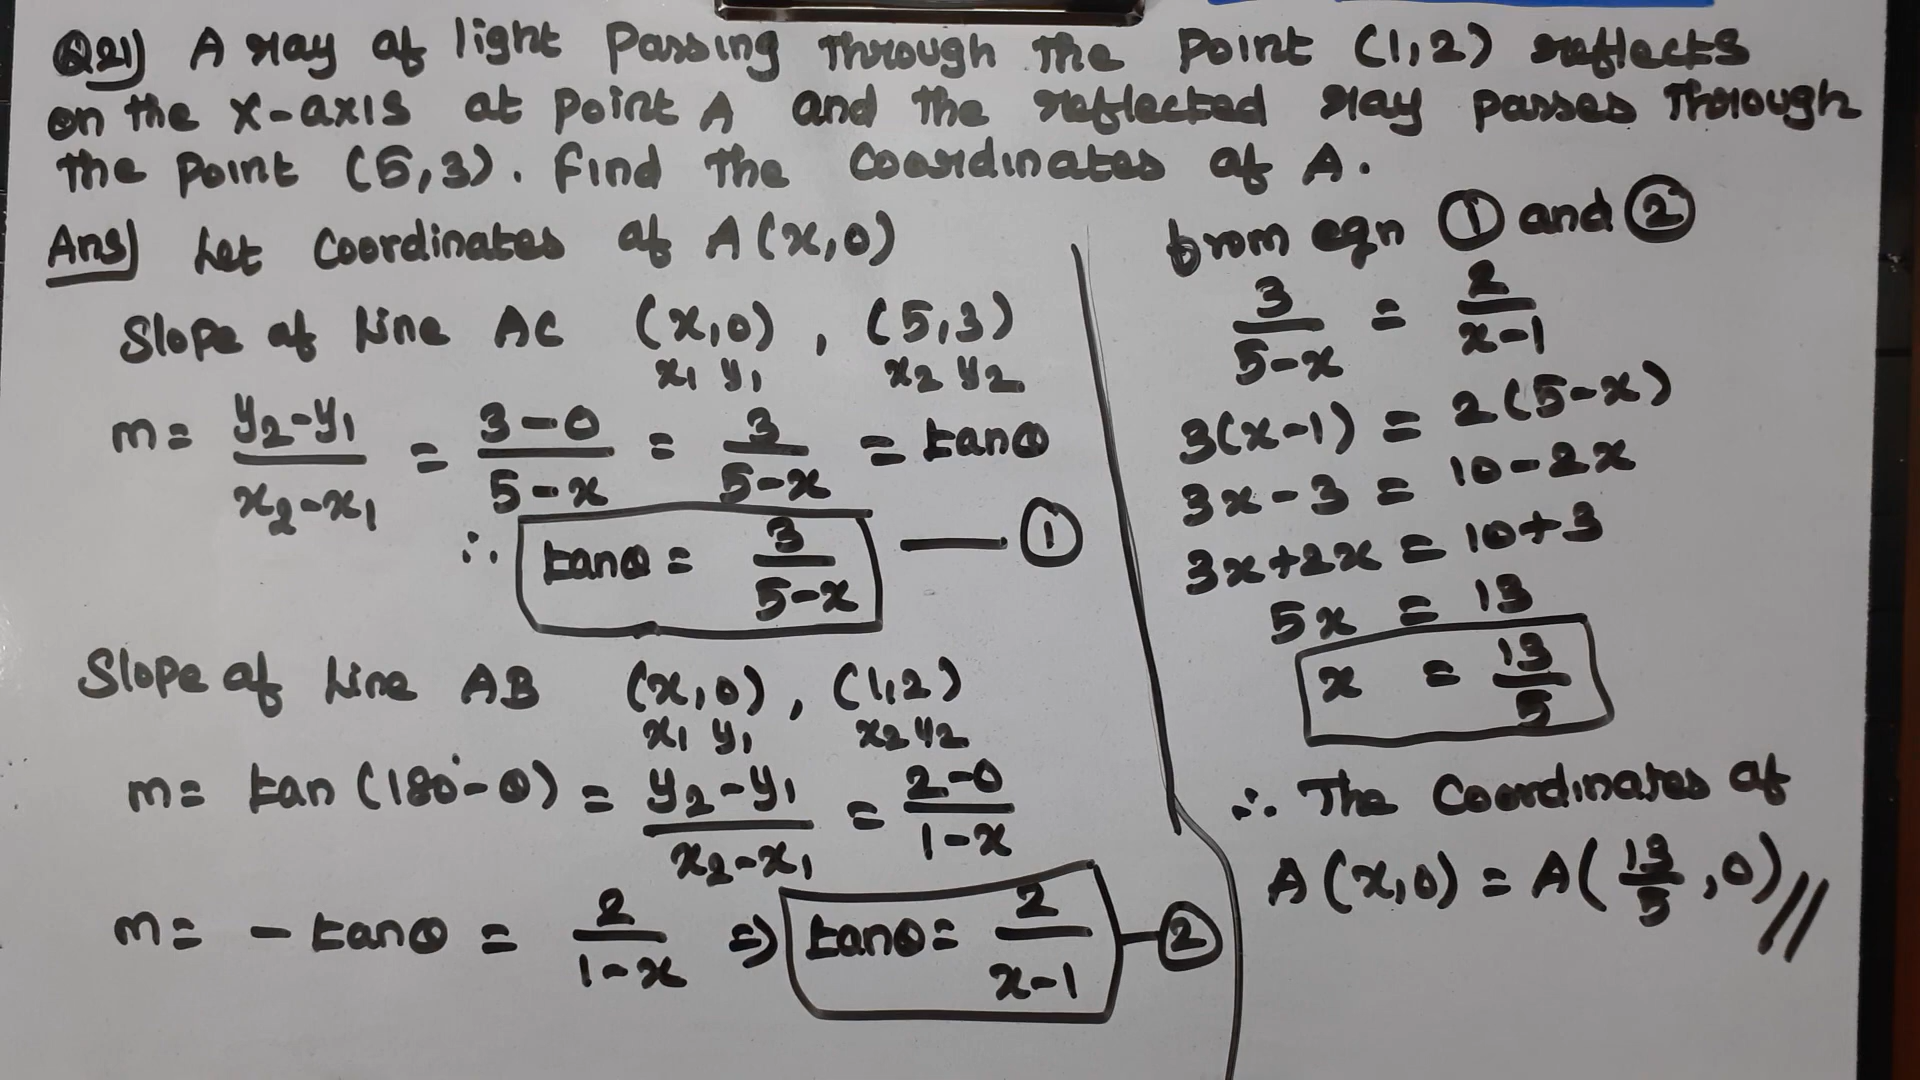 Q21) A ray of light passing through the point (1,2) reflects
on the x-axis at point A and the reflected ray passes through
the point (5,3). find the coordinates of A.
Ans) Let coordinates of A(x,0)
Slope of line AC (x,0), (5,3)
x₁ y₁ x₂ y₂
m = (y₂-y₁)/(x₂-x₁) = (3-0)/(5-x) = 3/(5-x) = tanθ
∴ tanθ = 3/(5-x) — ①
Slope of line AB (x,0), (1,2)
x₁ y₁ x₂ y₂
m = tan(180°-θ) = (y₂-y₁)/(x₂-x₁) = (2-0)/(1-x)
m = -tanθ = 2/(1-x) ⇒ tanθ = 2/(x-1) — ②
from eqn ① and ②
3/(5-x) = 2/(x-1)
3(x-1) = 2(5-x)
3x-3 = 10-2x
3x+2x = 10+3
5x = 13
x = 13/5
∴ The coordinates of
A(x,0) = A(13/5, 0)//